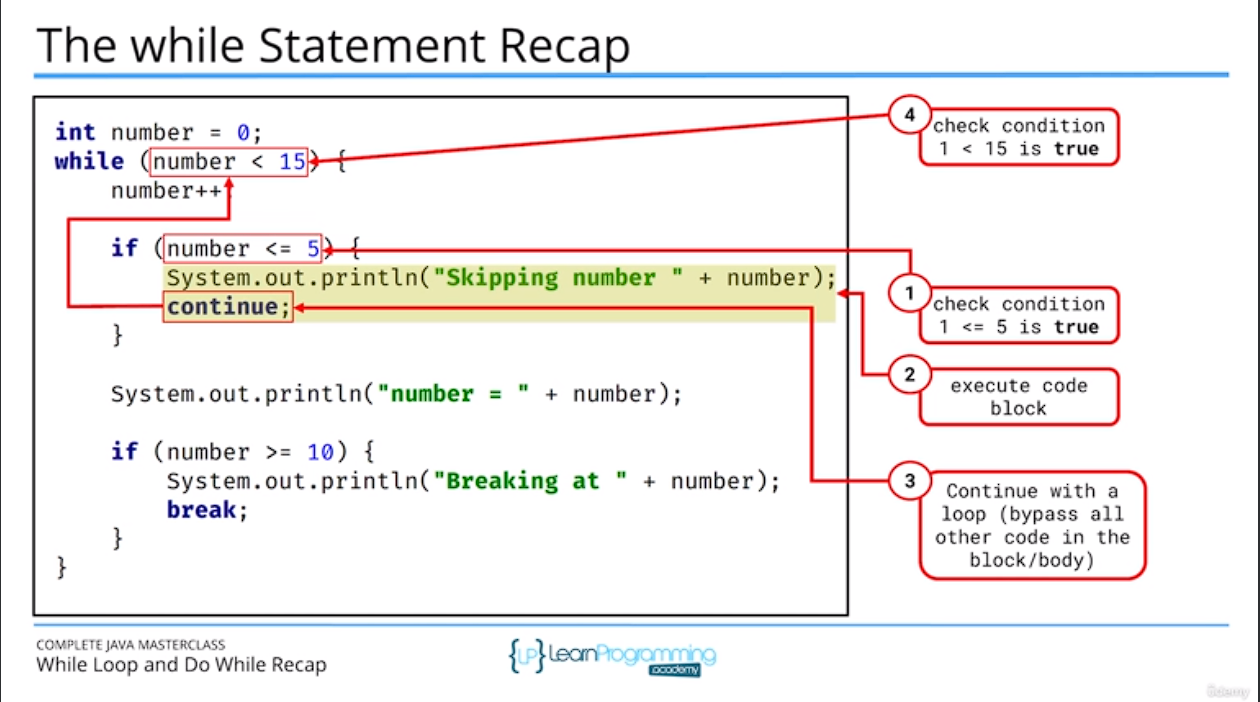 The while Statement Recap
int number = 0;
while (number < 15) {
number++;
if (number <= 5) {
System.out.println("Skipping number " + number);
continue;
}
System.out.println("number = " + number);
if (number >= 10) {
System.out.println("Breaking at " + number);
break;
}
}
4
check condition
1 < 15 is true
1
check condition
1 <= 5 is true
2
execute code
block
3
Continue with a
loop (bypass all
other code in the
block/body)
COMPLETE JAVA MASTERCLASS
While Loop and Do While Recap
{LP} LearnProgramming
academy
ûdemy